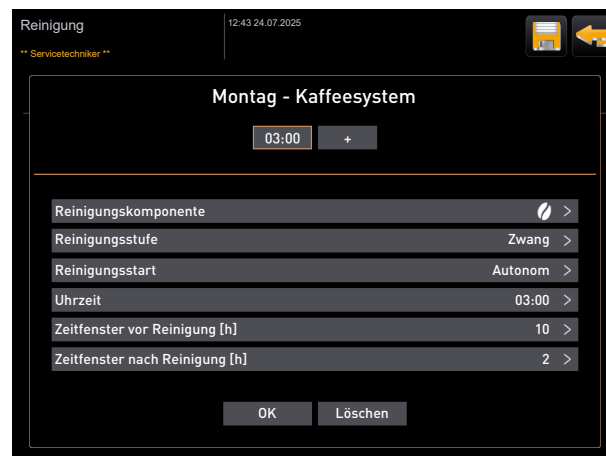 Reinigung
12:43 24.07.2025
** Servicetechniker **
Montag - Kaffeesystem
03:00 +
Reinigungskomponente >
Reinigungsstufe Zwang >
Reinigungsstart Autonom >
Uhrzeit 03:00 >
Zeitfenster vor Reinigung [h] 10 >
Zeitfenster nach Reinigung [h] 2 >
OK Löschen